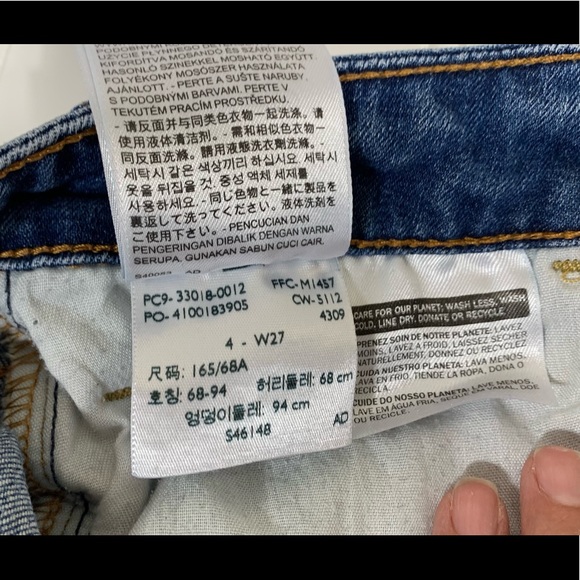 UŻYCIE PŁYNNEGO DETE
HASONLÓ SZÍNEKKEL MOSHATÓ EGYÜTT.
FOLYÉKONY MOSÓSZER HASZNÁLATA
AJÁNLOTT. - PERTE A SUŠTE NARUBY.
S PODOBNÝMI BARVAMI. PERTE V
TEKUTÉM PRACÍM PROSTŘEDKU.
- 请反面并与同类色衣物一起洗涤。请
使用液体清洁剂。- 需和相似色衣物一
同反面洗滌。請用液態洗衣劑洗滌。-
세탁시 같은 색상끼리 하십시오. 세탁시
옷을 뒤집을 것. 중성 액체 세제를
사용하세요. - 同じ色物と一緒に製品を
裏返して洗ってください。液体洗剤を
ご使用下さい。- PENCUCIAN DAN
PENGERINGAN DIBALIK DENGAN WARNA
SERUPA. GUNAKAN SABUN CUCI CAIR.
PC9-33018-0012 FFC-M1457
PO-4100183905 CW-5112
4309
4 - W27
尺码: 165/68A
호칭: 68-94 허리둘레: 68 cm
엉덩이둘레: 94 cm
S46148 AD
CARE FOR OUR PLANET: WASH LESS, WASH
COLD, LINE DRY, DONATE OR RECYCLE.
PRENEZ SOIN DE NOTRE PLANÈTE: LAVEZ
MOINS, LAVEZ À FROID, LAISSEZ SÉCHER
NATURELLEMENT, DONNEZ OU RECYCLEZ.
CUIDA NUESTRO PLANETA: LAVA MENOS,
LAVA EN FRÍO, TIENDE LA ROPA, DONA O
RECICLA.
CUIDE DO NOSSO PLANETA: LAVE MENOS,
LAVE EM ÁGUA FRIA, SEQUE EM VARAL, DOE